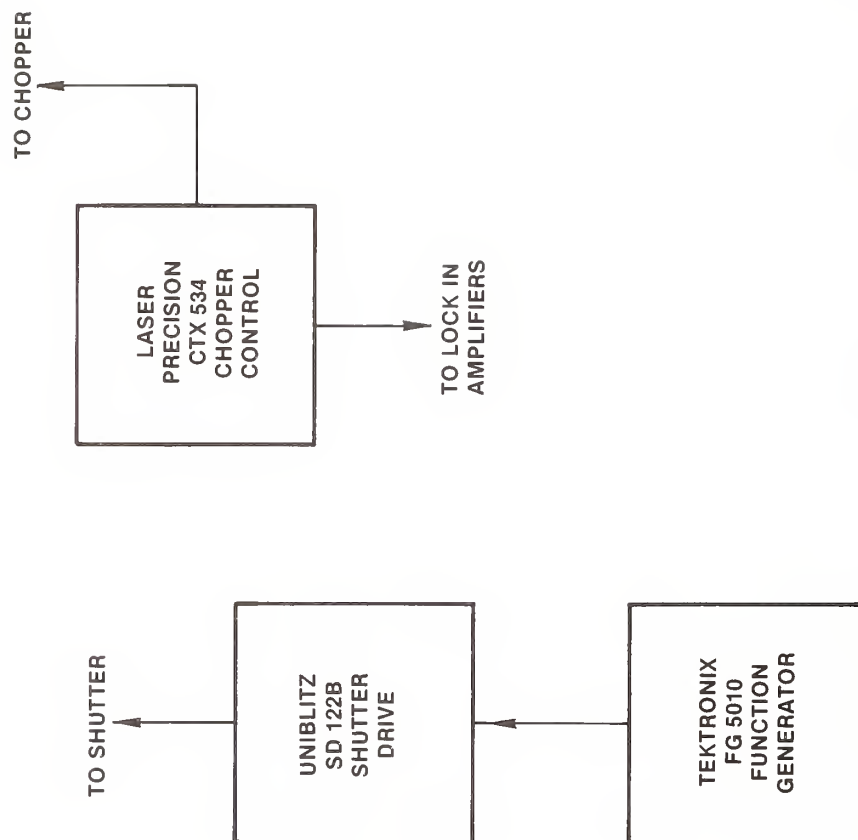 TO CHOPPER
LASER
PRECISION
CTX 534
CHOPPER
CONTROL
TO LOCK IN
AMPLIFIERS
TO SHUTTER
UNIBLITZ
SD 122B
SHUTTER
DRIVE
TEKTRONIX
FG 5010
FUNCTION
GENERATOR